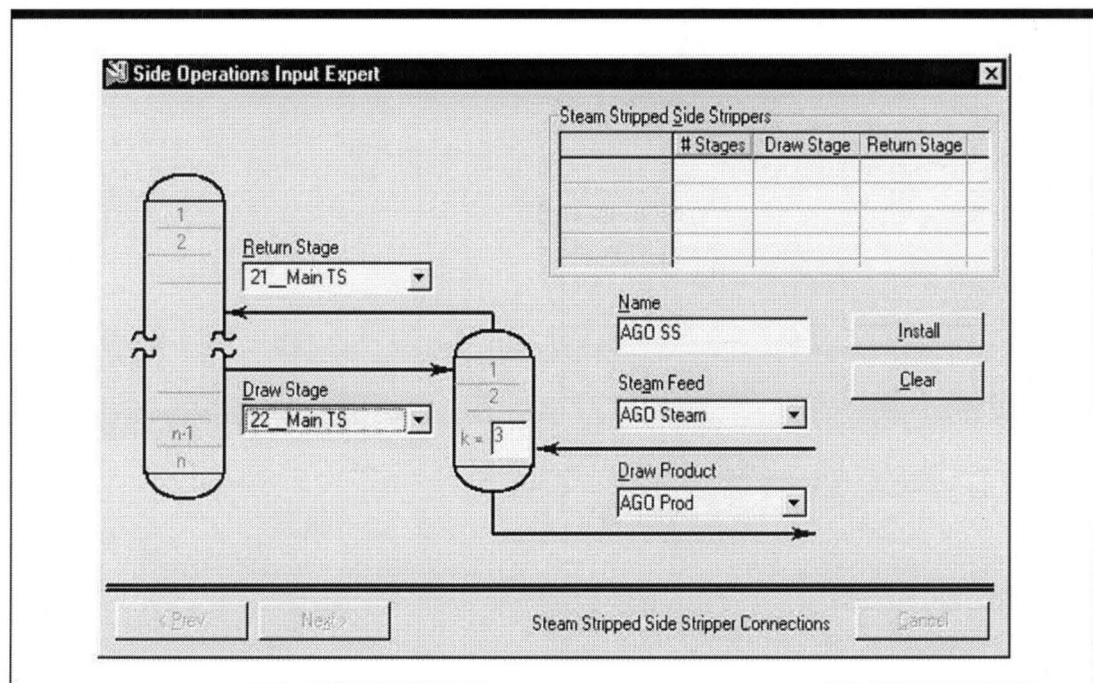 Side Operations Input Expert
Steam Stripped Side Strippers
# Stages Draw Stage Return Stage
1
2
Return Stage
21__Main TS
Name
AGO SS
Install
Steam Feed
AGO Steam
Clear
Draw Stage
22__Main TS
1
2
k = 3
n-1
n
Draw Product
AGO Prod
< Prev
Next >
Steam Stripped Side Stripper Connections
Cancel